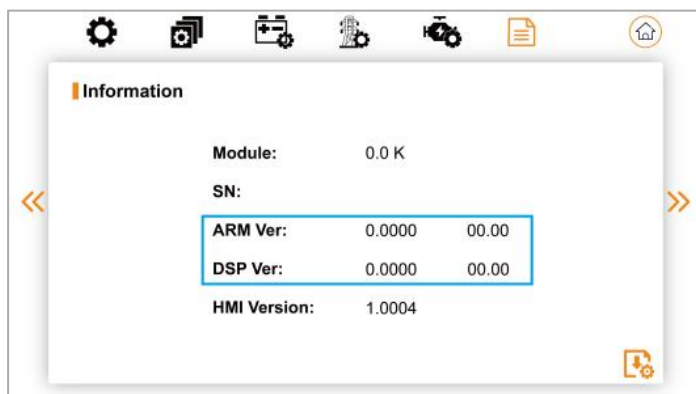 Information
Module: 0.0 K
SN:
ARM Ver: 0.0000 00.00
DSP Ver: 0.0000 00.00
HMI Version: 1.0004